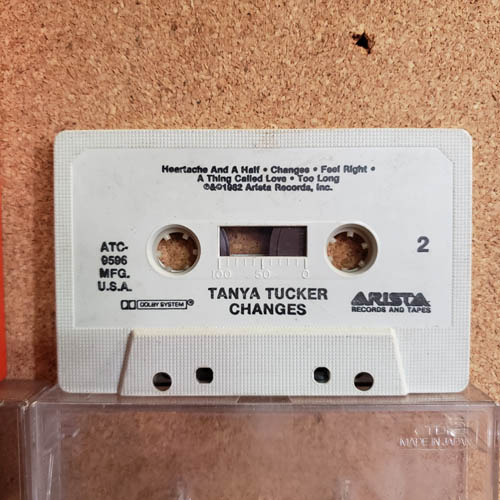 Heartache And A Half • Changes • Feel Right •
A Thing Called Love • Too Long
℗&©1982 Arista Records, Inc.
ATC-
9596
MFG.
U.S.A.
2
100 50 0
DOLBY SYSTEM®
TANYA TUCKER
CHANGES
ARISTA
RECORDS AND TAPES
TDK
MADE IN JAPAN